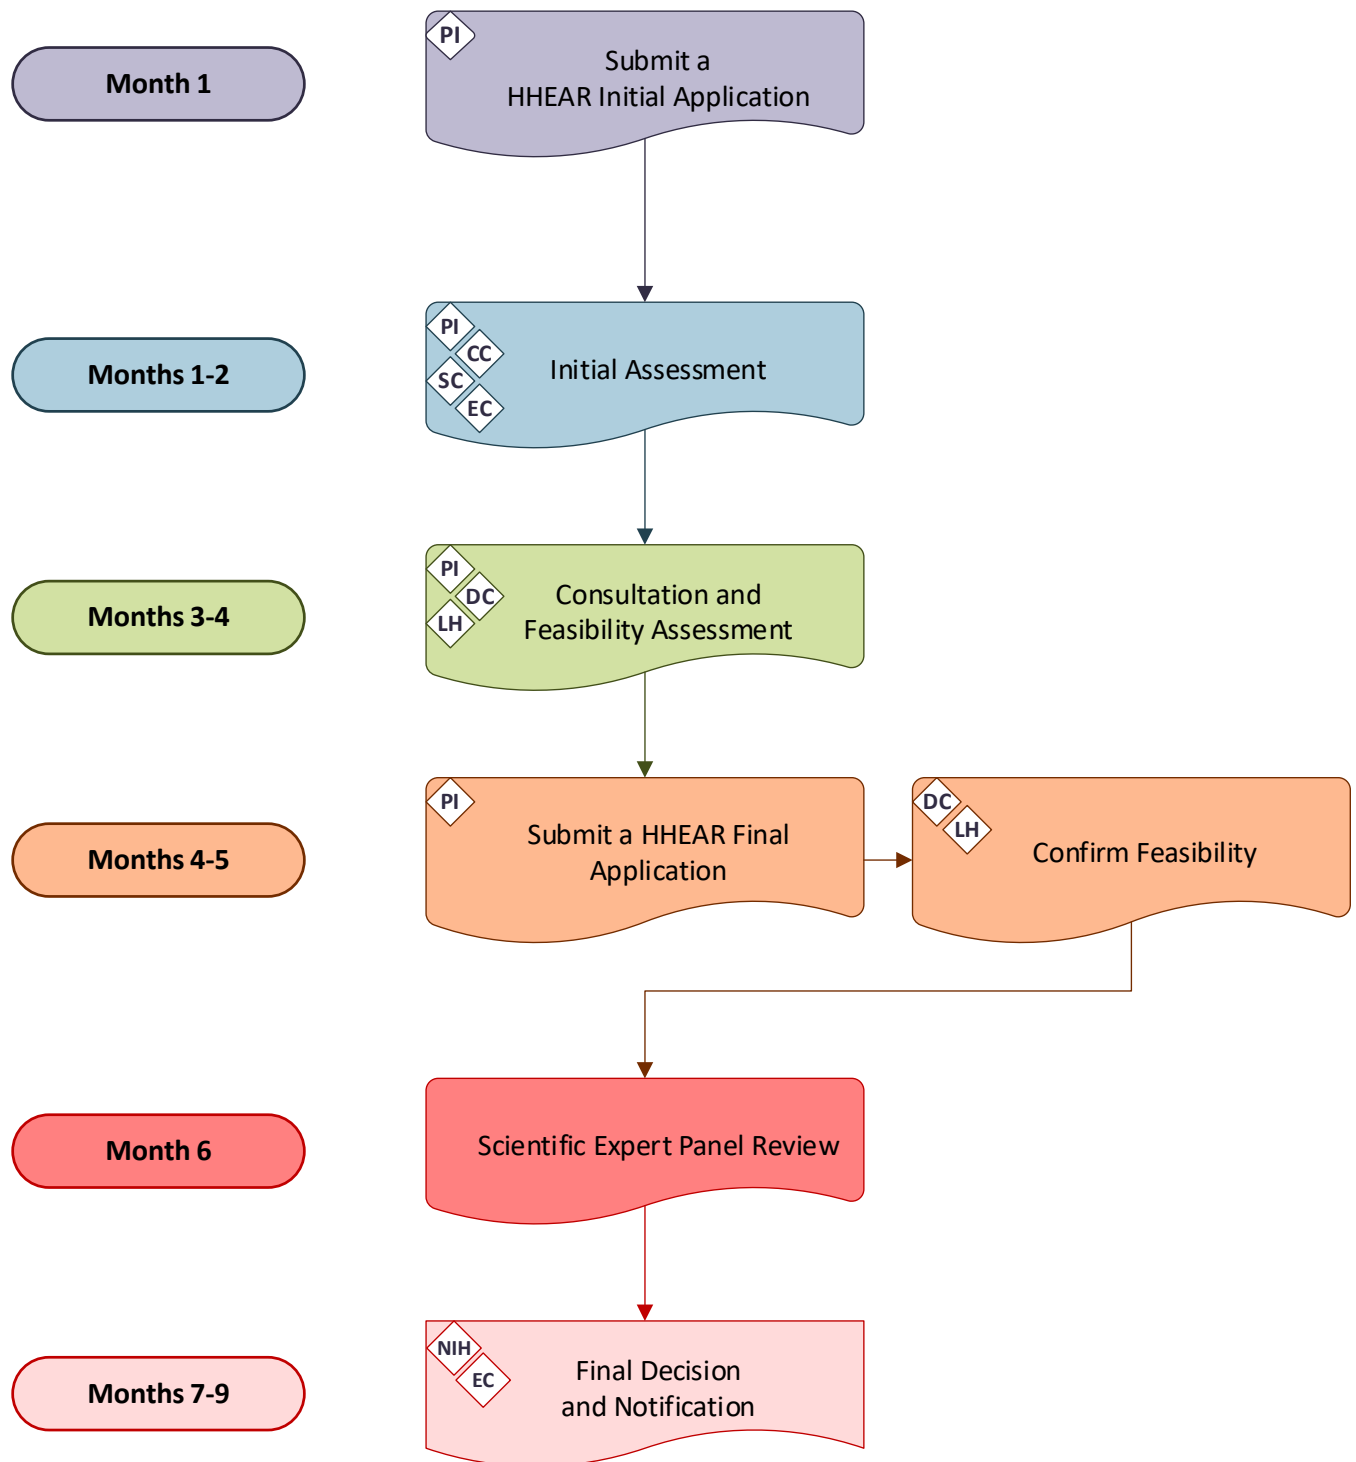 Month 1
PI
Submit a
HHEAR Initial Application
Months 1-2
PI
CC
SC
EC
Initial Assessment
Months 3-4
PI
DC
LH
Consultation and
Feasibility Assessment
Months 4-5
PI
Submit a HHEAR Final
Application
DC
LH
Confirm Feasibility
Month 6
Scientific Expert Panel Review
Months 7-9
NIH
EC
Final Decision
and Notification